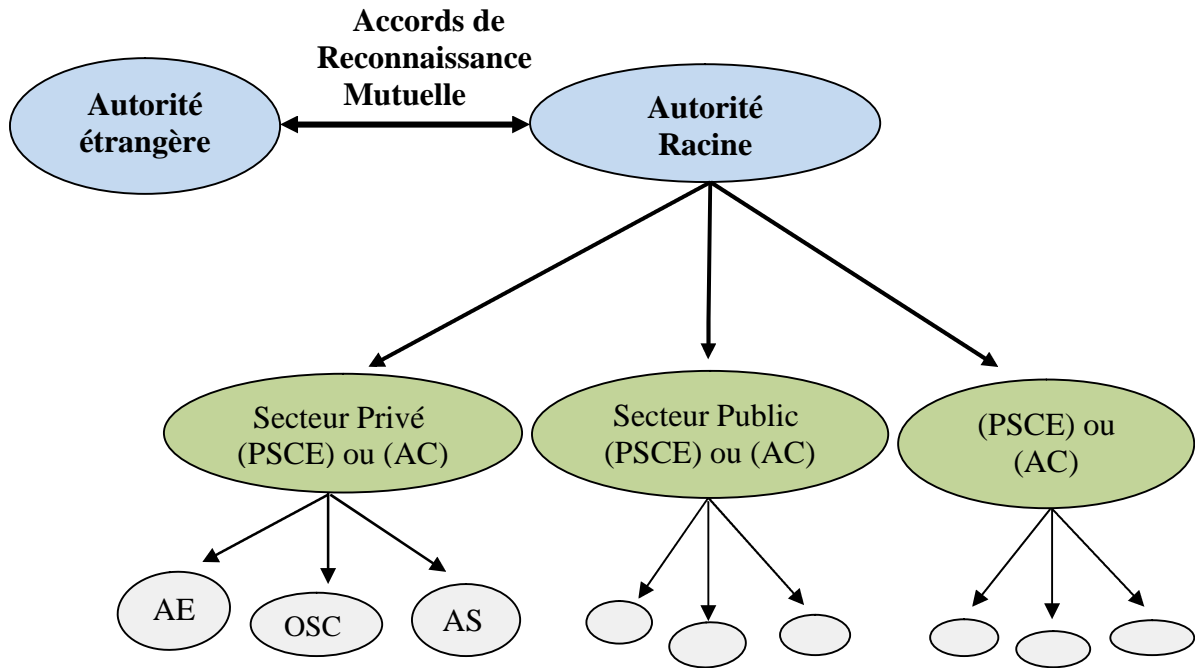 Accords de
Reconnaissance
Mutuelle
Autorité
étrangère
Autorité
Racine
Secteur Privé
(PSCE) ou (AC)
Secteur Public
(PSCE) ou (AC)
(PSCE) ou
(AC)
AE
OSC
AS